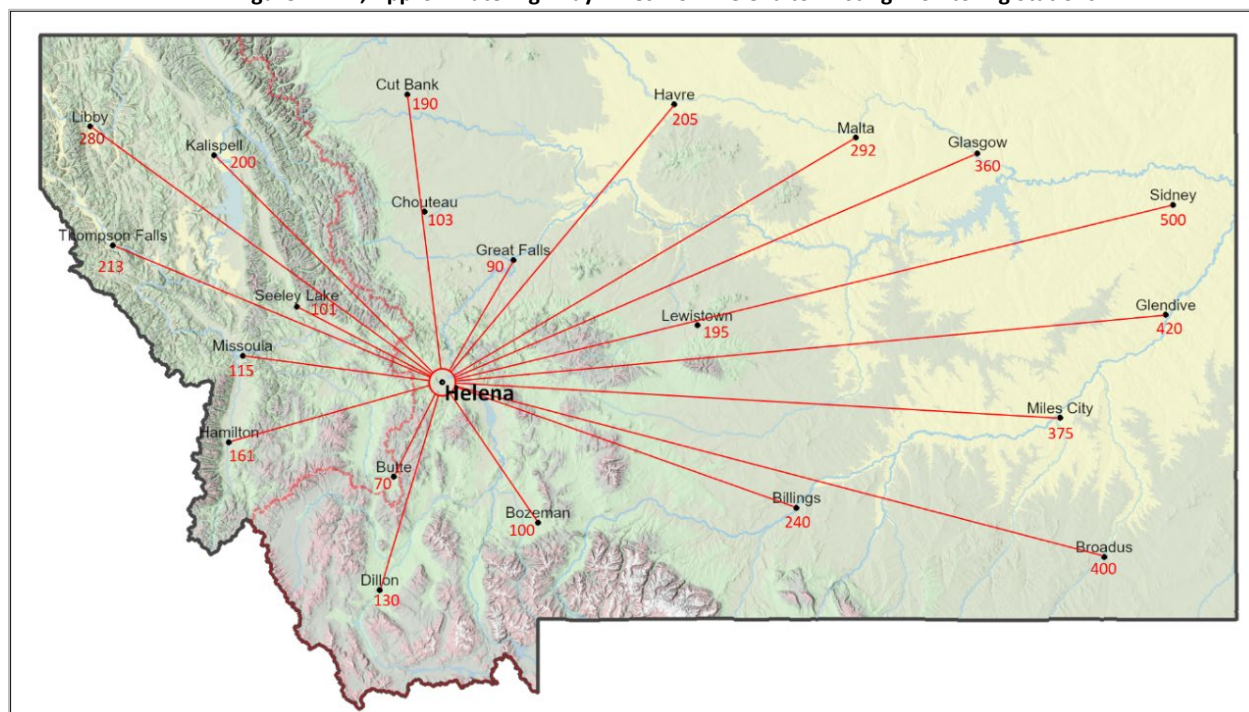 Cut Bank
190
Havre
205
Libby
280
Malta
292
Kalispell
200
Glasgow
360
Sidney
500
Chouteau
103
Thompson Falls
213
Great Falls
90
Seeley Lake
101
Lewistown
195
Glendive
420
Missoula
115
Helena
Miles City
375
Hamilton
161
Butte
70
Bozeman
100
Billings
240
Broadus
400
Dillon
130